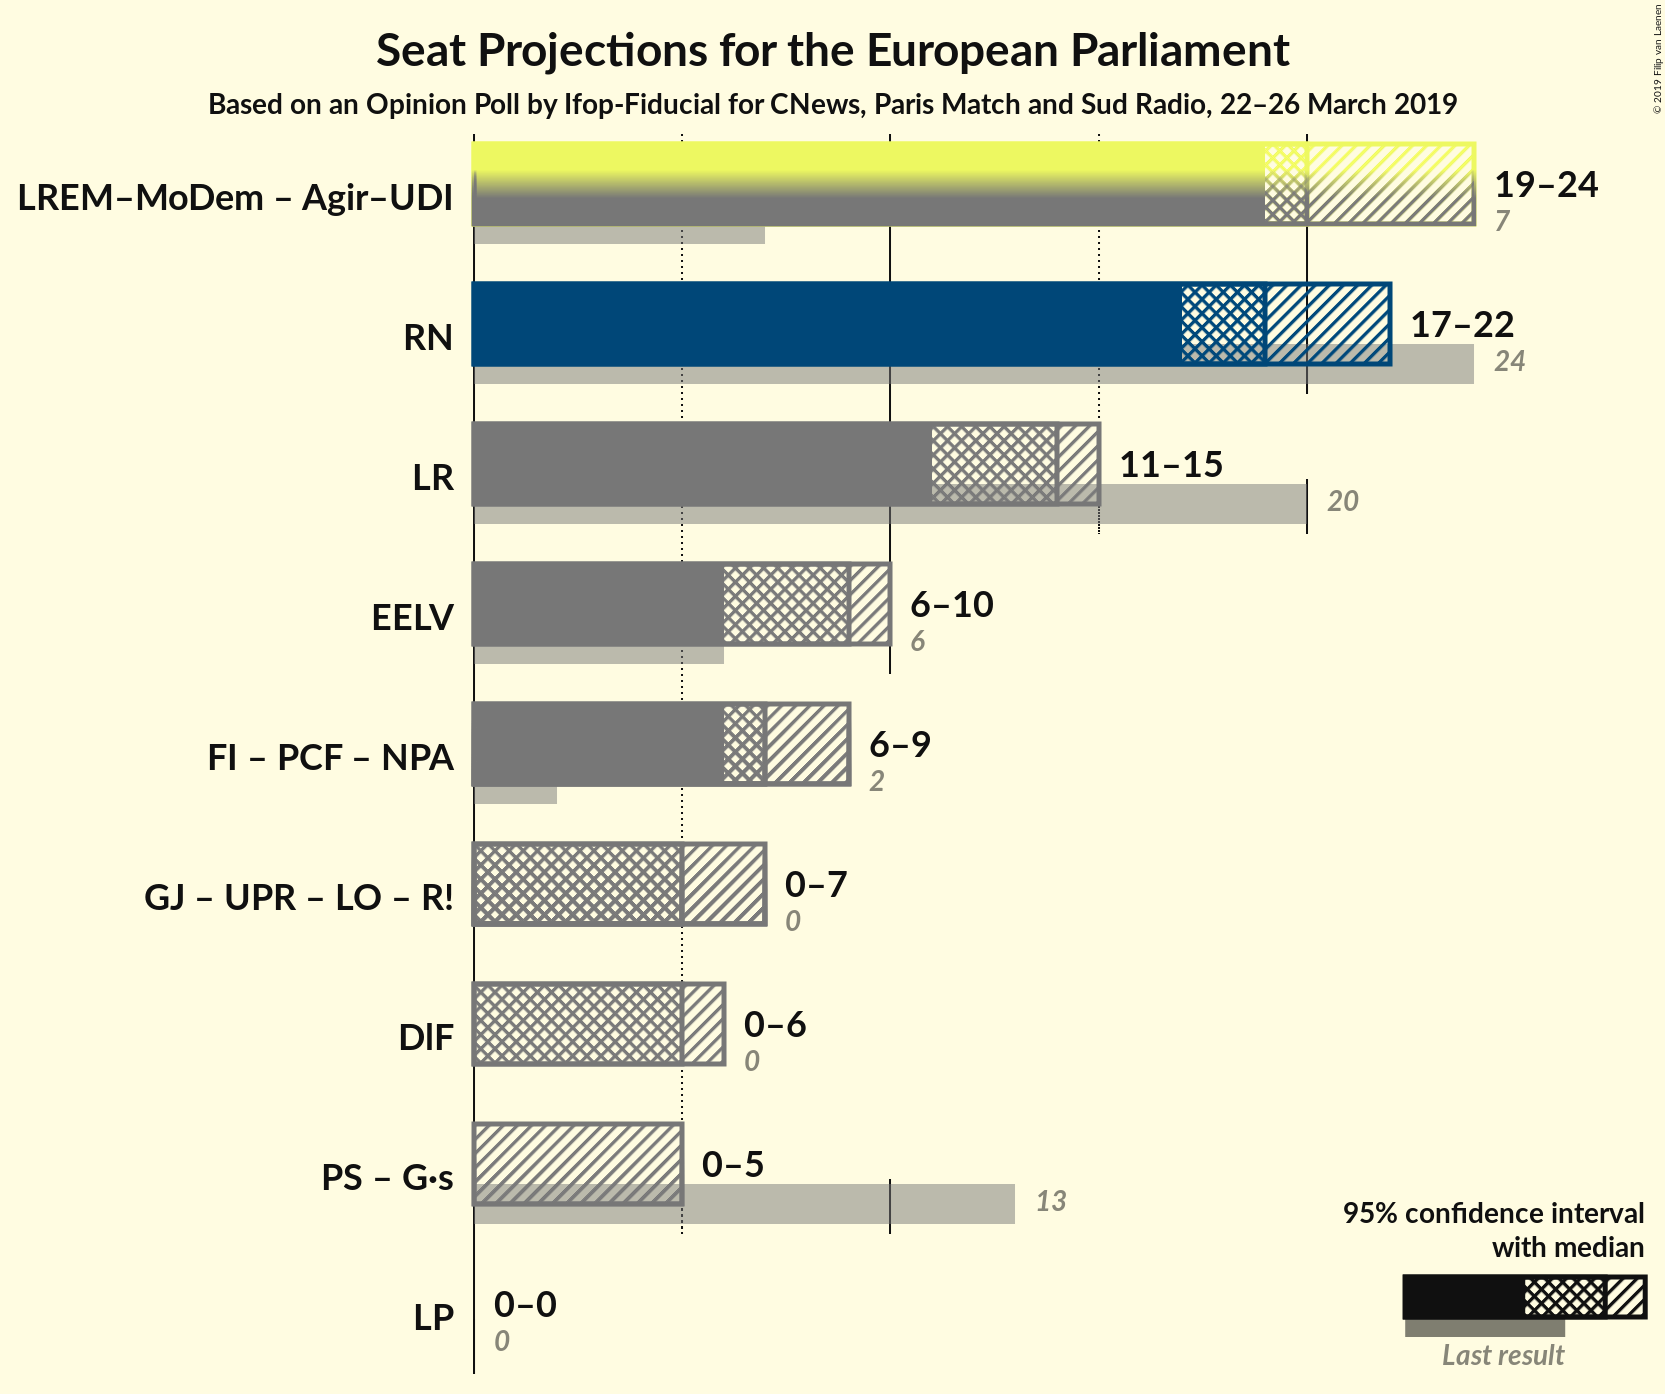 Seat Projections for the European Parliament
Based on an Opinion Poll by Ifop-Fiducial for CNews, Paris Match and Sud Radio, 22–26 March 2019
© 2019 Filip van Laenen
LREM–MoDem – Agir–UDI
19–24
7
RN
17–22
24
LR
11–15
20
EELV
6–10
6
FI – PCF – NPA
6–9
2
GJ – UPR – LO – R!
0–7
0
DlF
0–6
0
PS – G·s
0–5
13
LP
0–0
0
95% confidence interval
with median
Last result